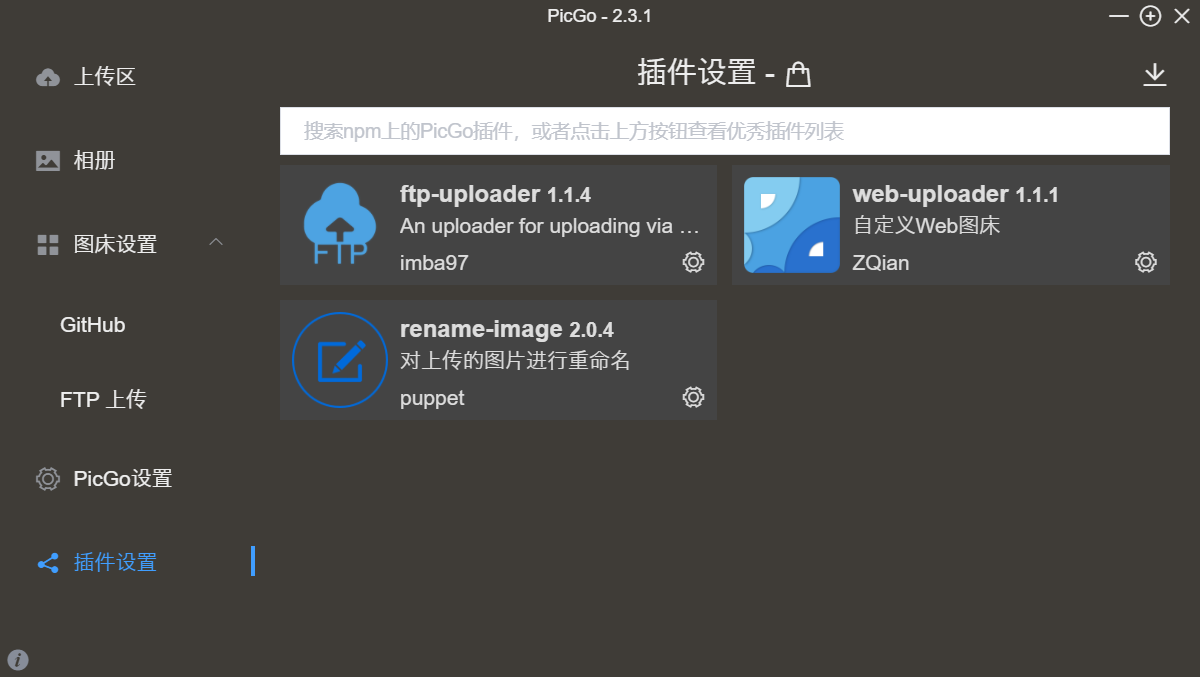 PicGo - 2.3.1
上传区
相册
图床设置
GitHub
FTP 上传
PicGo设置
插件设置
插件设置 -
搜索npm上的PicGo插件，或者点击上方按钮查看优秀插件列表
FTP
ftp-uploader 1.1.4
An uploader for uploading via ...
imba97
web-uploader 1.1.1
自定义Web图床
ZQian
rename-image 2.0.4
对上传的图片进行重命名
puppet